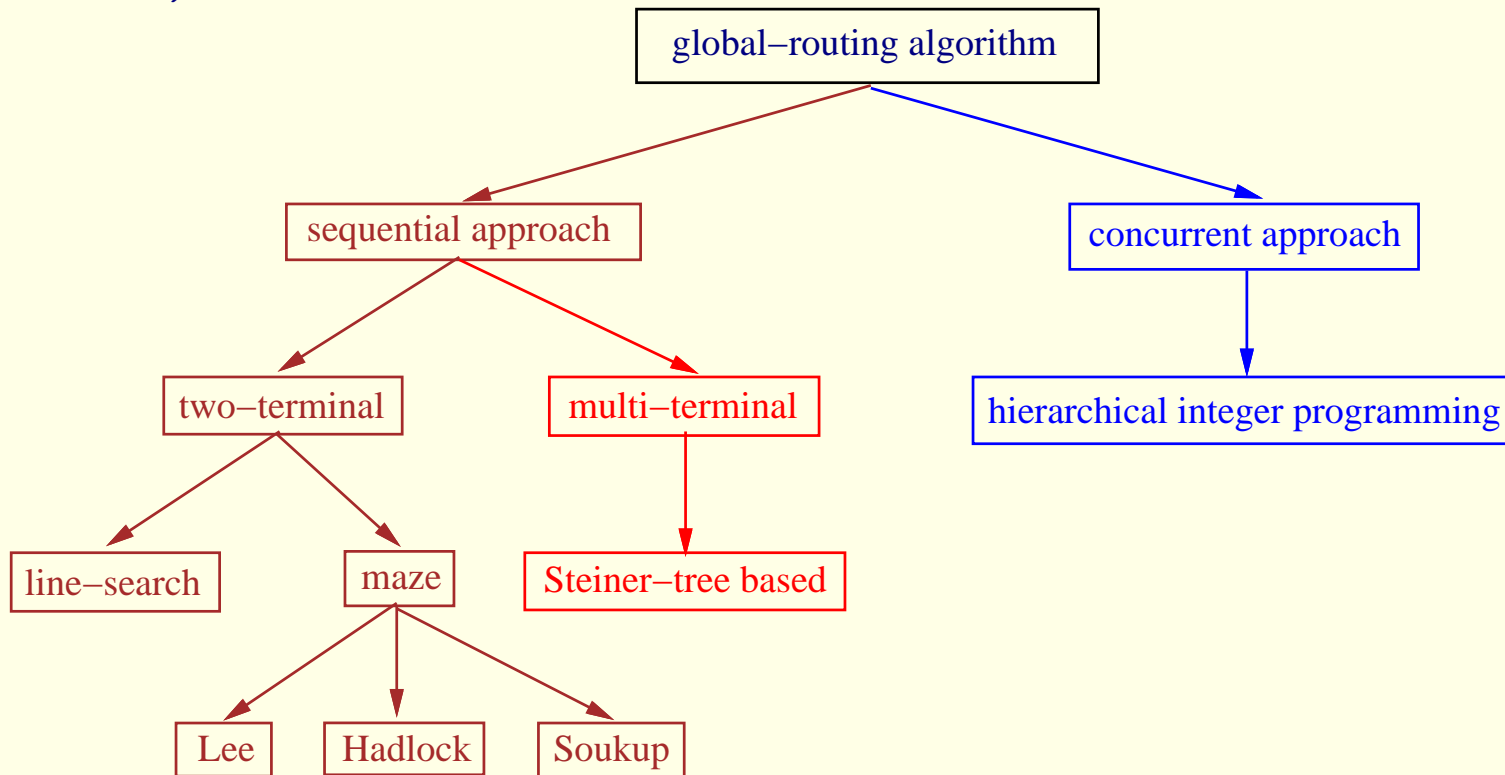 global−routing algorithm
sequential approach
concurrent approach
two−terminal
multi−terminal
hierarchical integer programming
line−search
maze
Steiner−tree based
Lee
Hadlock
Soukup